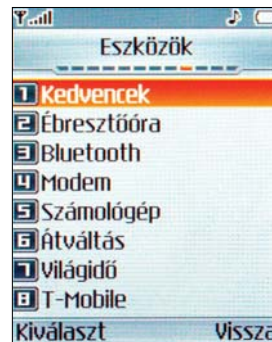 Eszközök
1 Kedvencek
2 Ébresztőóra
3 Bluetooth
4 Modem
5 Számológép
6 Átváltás
7 Világidő
8 T-Mobile
Kiválaszt Vissza